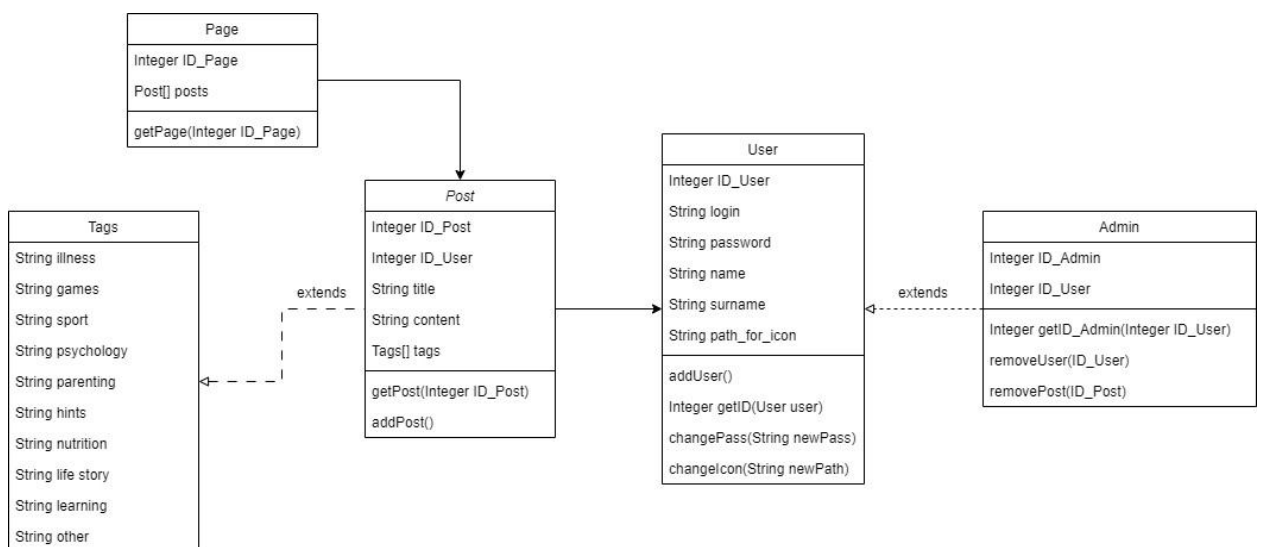 Page
Integer ID_Page
Post[] posts
getPage(Integer ID_Page)
Post
Integer ID_Post
Integer ID_User
String title
String content
Tags[] tags
getPost(Integer ID_Post)
addPost()
Tags
String illness
String games
String sport
String psychology
String parenting
String hints
String nutrition
String life story
String learning
String other
extends
User
Integer ID_User
String login
String password
String name
String surname
String path_for_icon
addUser()
Integer getID(User user)
changePass(String newPass)
changeIcon(String newPath)
extends
Admin
Integer ID_Admin
Integer ID_User
Integer getID_Admin(Integer ID_User)
removeUser(ID_User)
removePost(ID_Post)